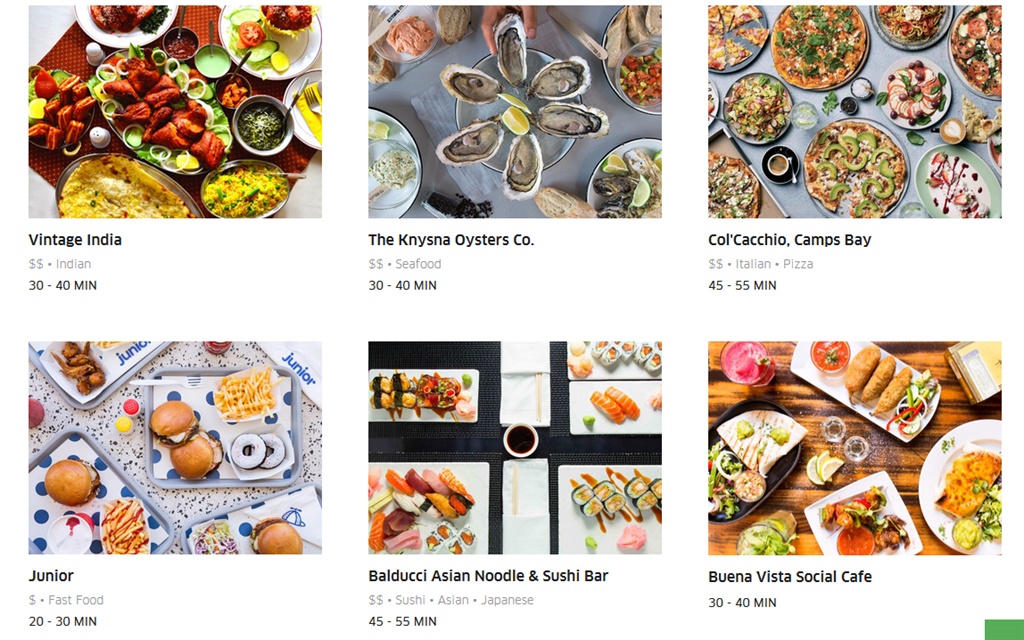 Vintage India
$$ • Indian
30 - 40 MIN
The Knysna Oysters Co.
$$ • Seafood
30 - 40 MIN
Col'Cacchio, Camps Bay
$$ • Italian • Pizza
45 - 55 MIN
junior
junior
Junior
$ • Fast Food
20 - 30 MIN
Balducci Asian Noodle & Sushi Bar
$$ • Sushi • Asian • Japanese
45 - 55 MIN
Buena Vista Social Cafe
30 - 40 MIN